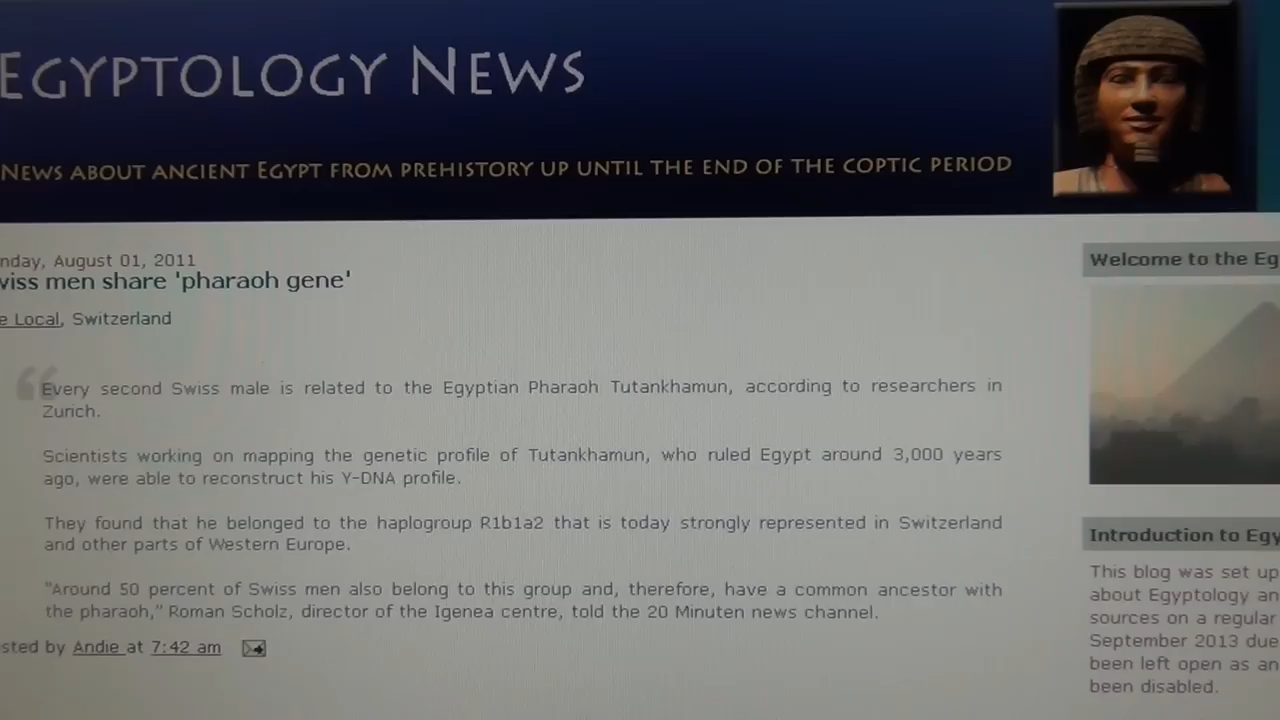 EGYPTOLOGY NEWS
NEWS ABOUT ANCIENT EGYPT FROM PREHISTORY UP UNTIL THE END OF THE COPTIC PERIOD
nday, August 01, 2011
wiss men share 'pharaoh gene'
e Local, Switzerland
Every second Swiss male is related to the Egyptian Pharaoh Tutankhamun, according to researchers in
Zurich.
Scientists working on mapping the genetic profile of Tutankhamun, who ruled Egypt around 3,000 years
ago, were able to reconstruct his Y-DNA profile.
They found that he belonged to the haplogroup R1b1a2 that is today strongly represented in Switzerland
and other parts of Western Europe.
"Around 50 percent of Swiss men also belong to this group and, therefore, have a common ancestor with
the pharaoh,” Roman Scholz, director of the Igenea centre, told the 20 Minuten news channel.
sted by Andie at 7:42 am
Welcome to the Eg
Introduction to Egy
This blog was set up
about Egyptology an
sources on a regular
September 2013 due
been left open as an
been disabled.